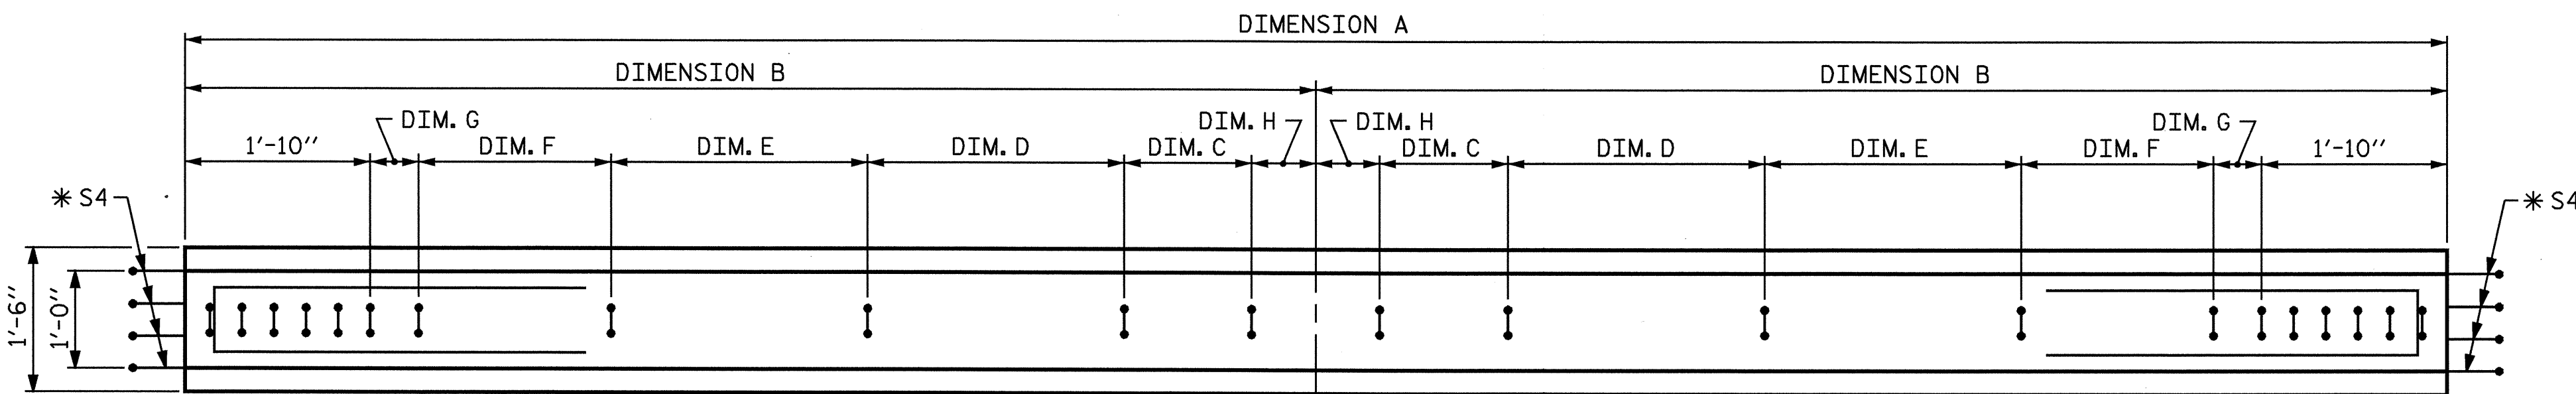 DIMENSION A
DIMENSION B DIMENSION B
DIM. G DIM. H DIM. H DIM. G
1'-10" DIM. F DIM. E DIM. D DIM. C DIM. C DIM. D DIM. E DIM. F 1'-10"
* S4 * S4
1'-6" 1'-0"